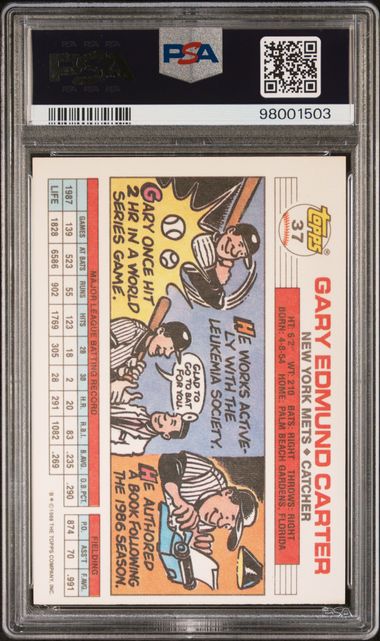 PSA
PSA
98001503
Topps
37
GARY EDMUND CARTER
NEW YORK METS ◆ CATCHER
HT: 6'2" WT: 210 BATS: RIGHT THROWS: RIGHT
BORN: 4-8-54 HOME: PALM BEACH GARDENS, FLORIDA
GARY ONCE HIT
2 HR IN A WORLD
SERIES GAME.
HE WORKS ACTIVE-
LY WITH THE
LEUKEMIA SOCIETY.
GLAD TO
GO TO BAT
FOR YOU!
HE AUTHORED
A BOOK FOLLOWING
THE 1986 SEASON.
MAJOR LEAGUE BATTING RECORD FIELDING
GAMES AT BATS RUNS HITS 2B 3B H.R. R.B.I. B.AVG. O.B.PCT. P.O. AS'T F.AVG.
1987 139 523 55 123 18 2 20 83 .235 .290 874 70 .991
LIFE 1828 6586 902 1769 305 28 291 1082 .269
© 1988 THE TOPPS COMPANY, INC.